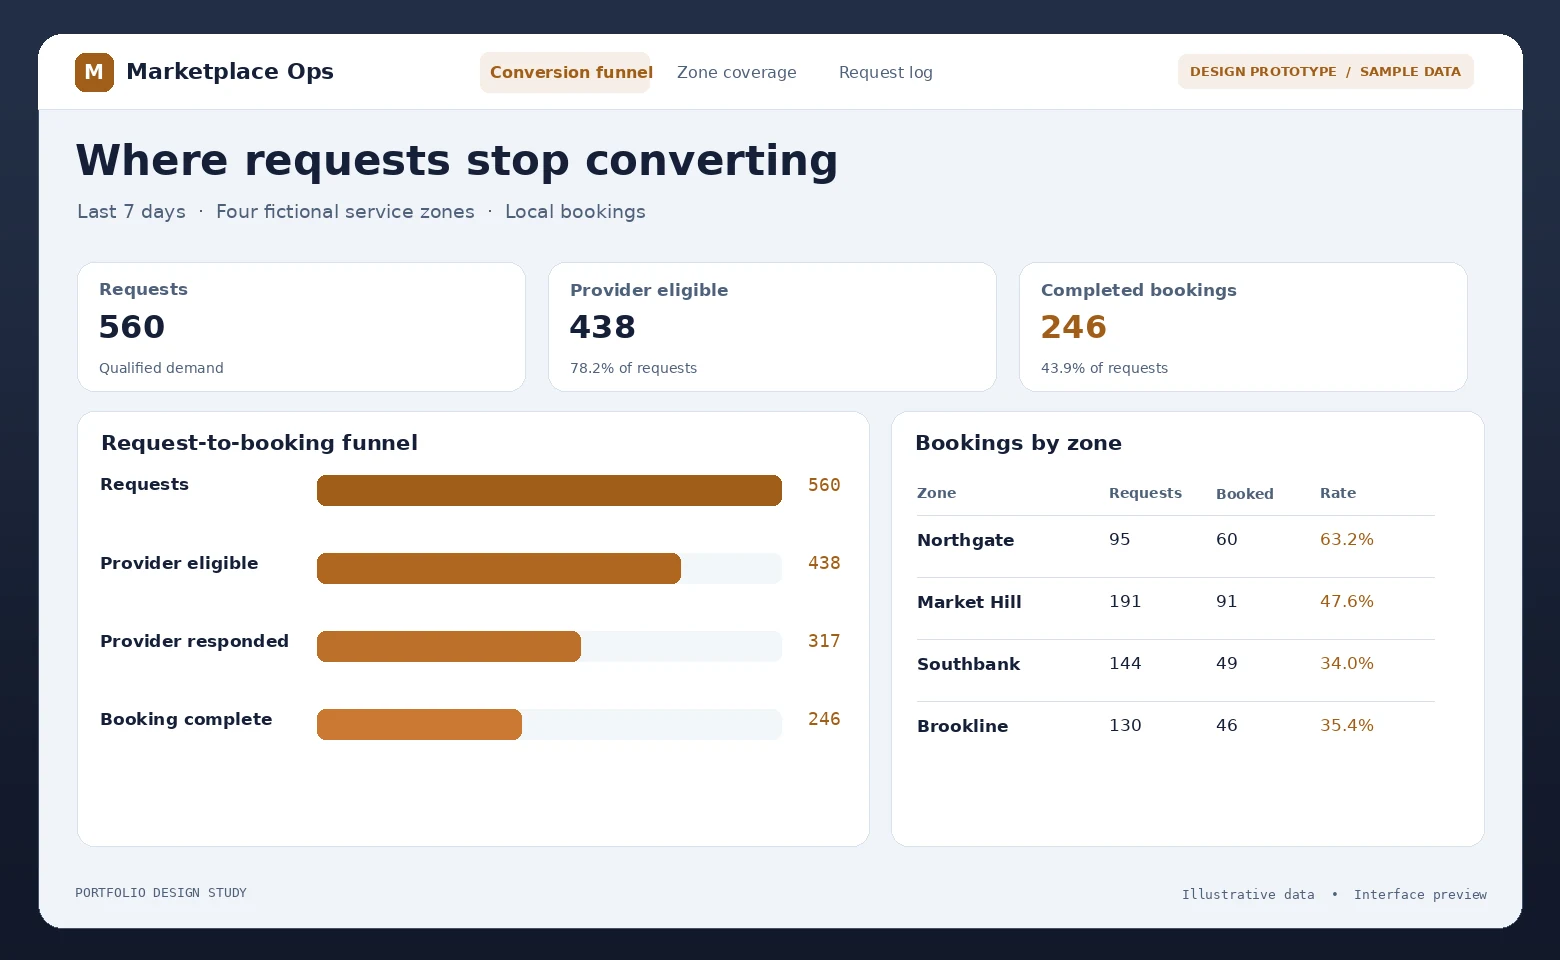 M Marketplace Ops Conversion funnel Zone coverage Request log DESIGN PROTOTYPE / SAMPLE DATA
Where requests stop converting
Last 7 days · Four fictional service zones · Local bookings
Requests
560
Qualified demand
Provider eligible
438
78.2% of requests
Completed bookings
246
43.9% of requests
Request-to-booking funnel
Requests 560
Provider eligible 438
Provider responded 317
Booking complete 246
Bookings by zone
Zone Requests Booked Rate
Northgate 95 60 63.2%
Market Hill 191 91 47.6%
Southbank 144 49 34.0%
Brookline 130 46 35.4%
PORTFOLIO DESIGN STUDY
Illustrative data • Interface preview